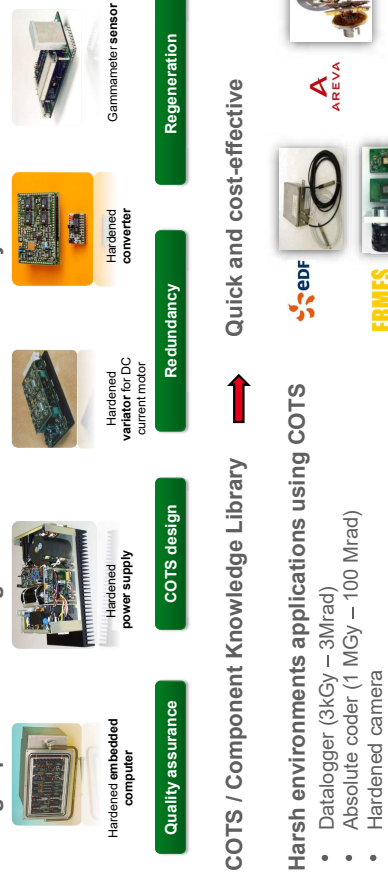 Hardened embedded
computer
Hardened
power supply
Hardened
variator for DC
current motor
Hardened
converter
Gammameter sensor
Quality assurance
COTS design
Redundancy
Regeneration
COTS / Component Knowledge Library
Quick and cost-effective
Harsh environments applications using COTS
• Datalogger (3kGy – 3Mrad)
• Absolute coder (1 MGy – 100 Mrad)
• Hardened camera
eDF
AREVA
ERMES